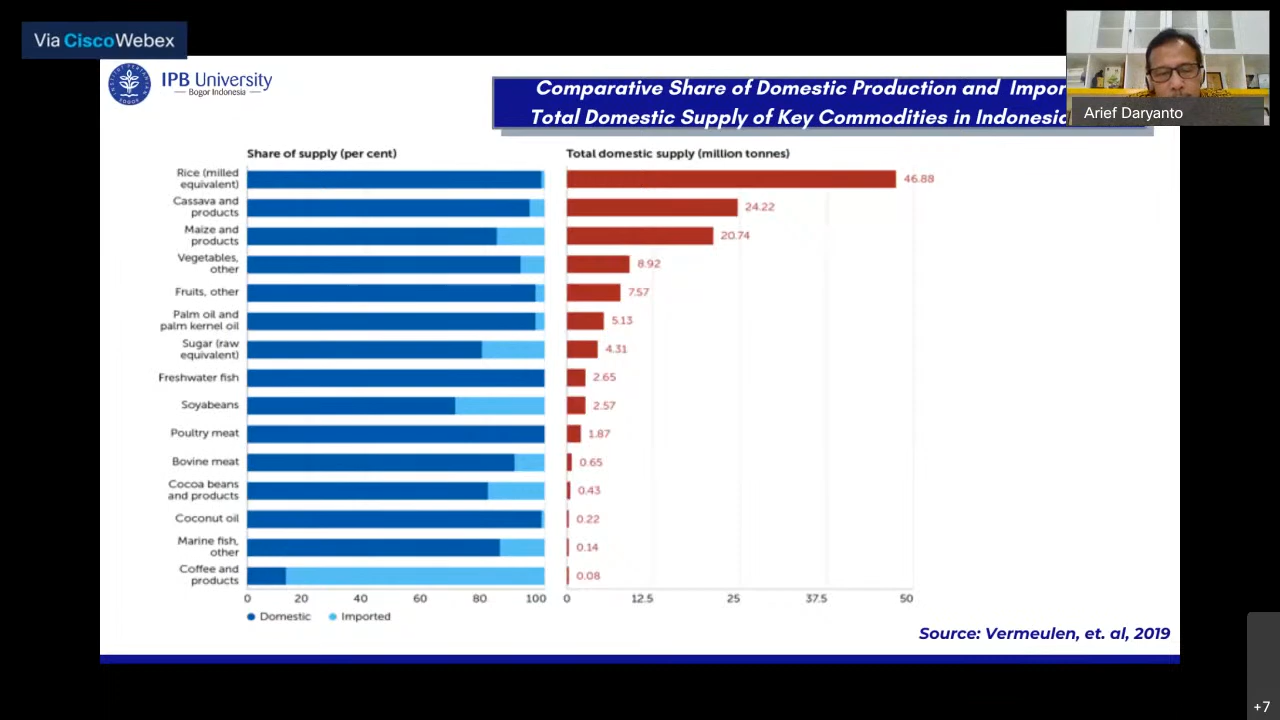 Via CiscoWebex
IPB University
Bogor Indonesia
Comparative Share of Domestic Production and Impor
Total Domestic Supply of Key Commodities in Indonesia
Arief Daryanto
Share of supply (per cent)
Total domestic supply (million tonnes)
Rice (milled
equivalent)
46.88
Cassava and
products
24.22
Maize and
products
20.74
Vegetables,
other
8.92
Fruits, other
7.57
Palm oil and
palm kernel oil
5.13
Sugar (raw
equivalent)
4.31
Freshwater fish
2.65
Soyabeans
2.57
Poultry meat
1.87
Bovine meat
0.65
Cocoa beans
and products
0.43
Coconut oil
0.22
Marine fish,
other
0.14
Coffee and
products
0.08
0 20 40 60 80 100
0 12.5 25 37.5 50
Domestic Imported
Source: Vermeulen, et. al, 2019
+7